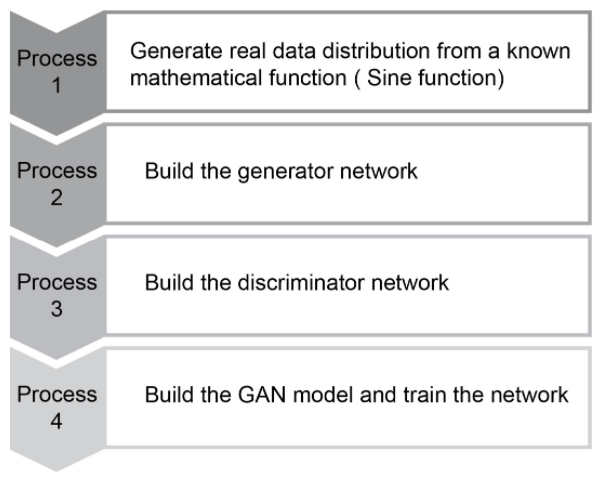 Process
1
Generate real data distribution from a known
mathematical function ( Sine function)
Process
2
Build the generator network
Process
3
Build the discriminator network
Process
4
Build the GAN model and train the network